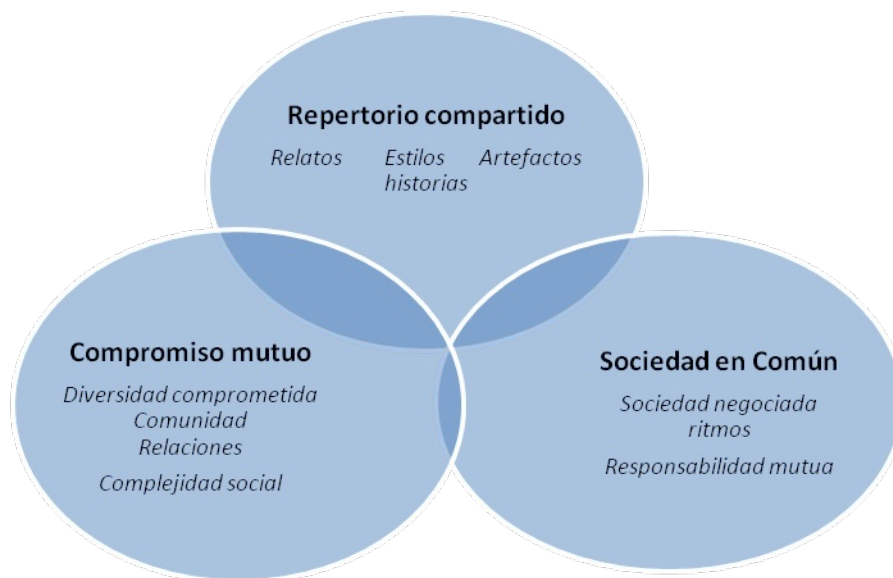 Repertorio compartido
Relatos Estilos Artefactos
historias
Compromiso mutuo
Diversidad comprometida
Comunidad
Relaciones
Complejidad social
Sociedad en Común
Sociedad negociada
ritmos
Responsabilidad mutua